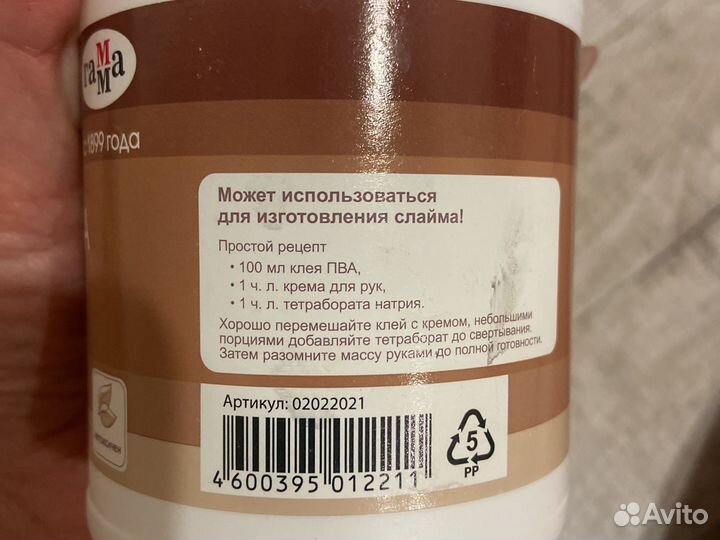 гаММа
с 1899 года
А
Может использоваться
для изготовления слайма!
Простой рецепт
• 100 мл клея ПВА,
• 1 ч. л. крема для рук,
• 1 ч. л. тетрабората натрия.
Хорошо перемешайте клей с кремом, небольшими
порциями добавляйте тетраборат до свертывания.
Затем разомните массу руками до полной готовности.
Артикул: 02022021
4 600395 012211
5
PP
Avito